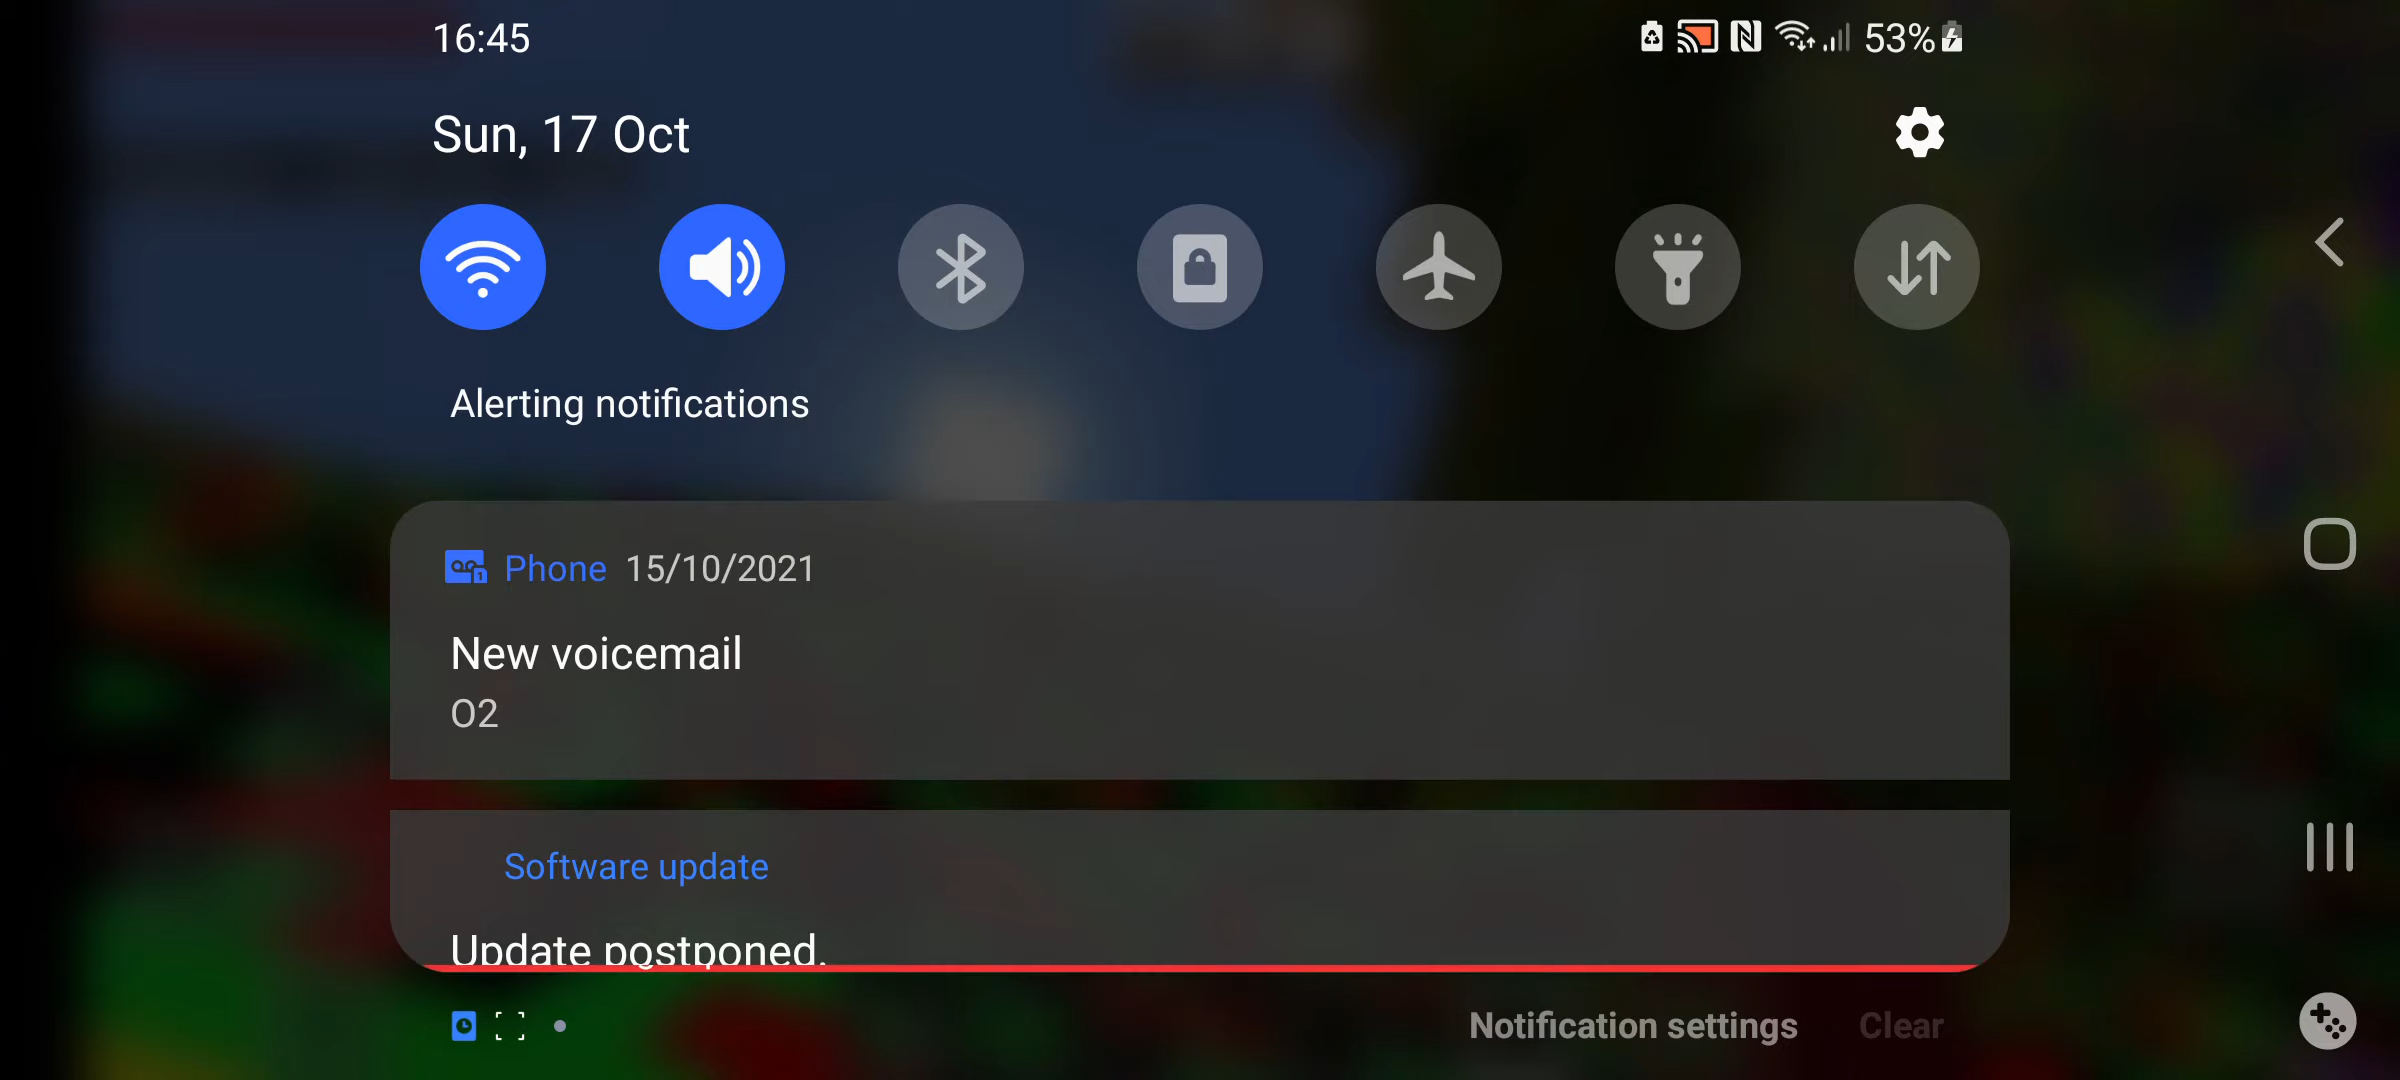 16:45
53%
Sun, 17 Oct
Alerting notifications
Phone 15/10/2021
New voicemail
O2
Software update
Update postponed.
Notification settings
Clear